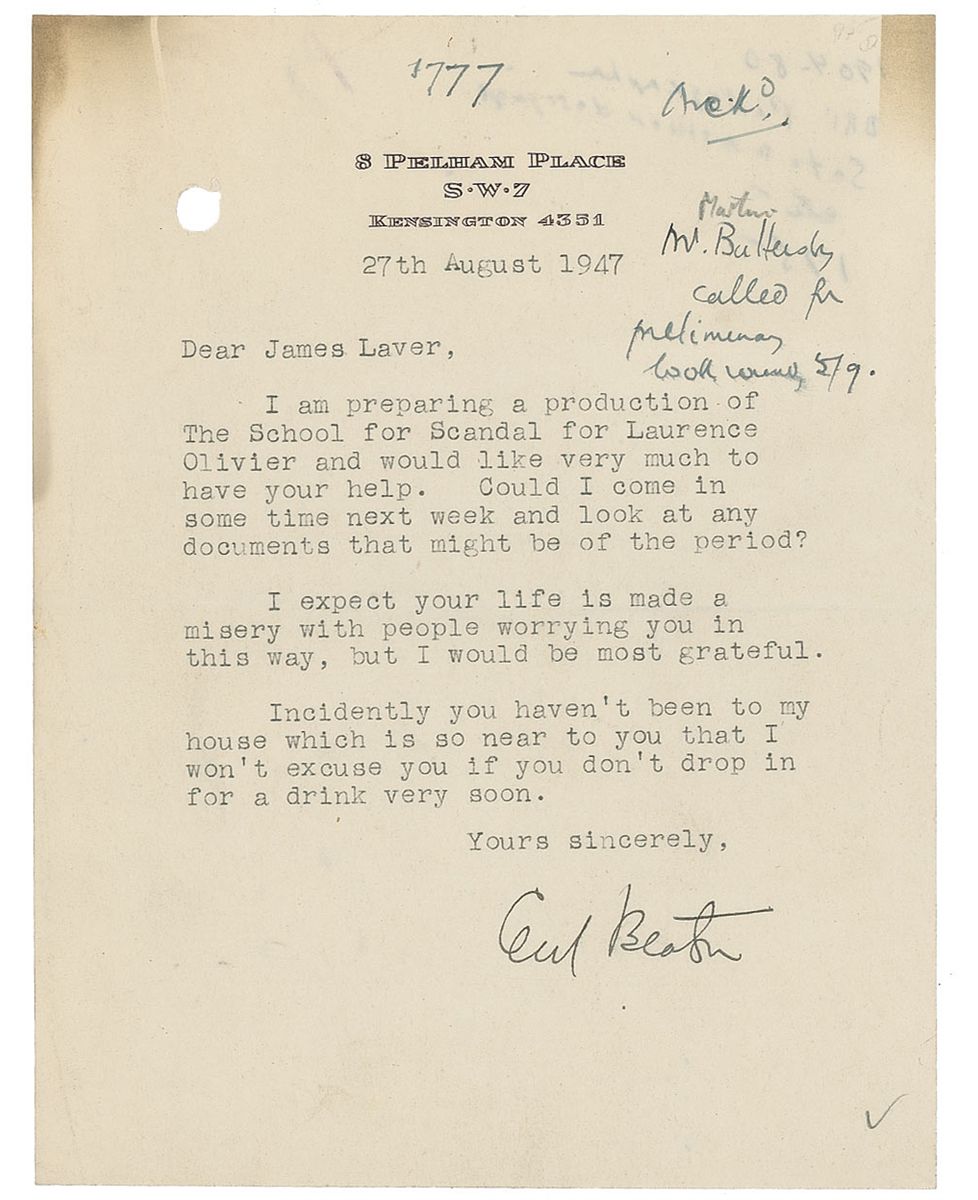 1777
8 PELHAM PLACE
S·W·7
KENSINGTON 4351
27th August 1947
Martin
Mr. Battersby
called for
preliminary
look round, 5/9.
Dear James Laver,
I am preparing a production of
The School for Scandal for Laurence
Olivier and would like very much to
have your help. Could I come in
some time next week and look at any
documents that might be of the period?
I expect your life is made a
misery with people worrying you in
this way, but I would be most grateful.
Incidently you haven't been to my
house which is so near to you that I
won't excuse you if you don't drop in
for a drink very soon.
Yours sincerely,
Cecil Beaton